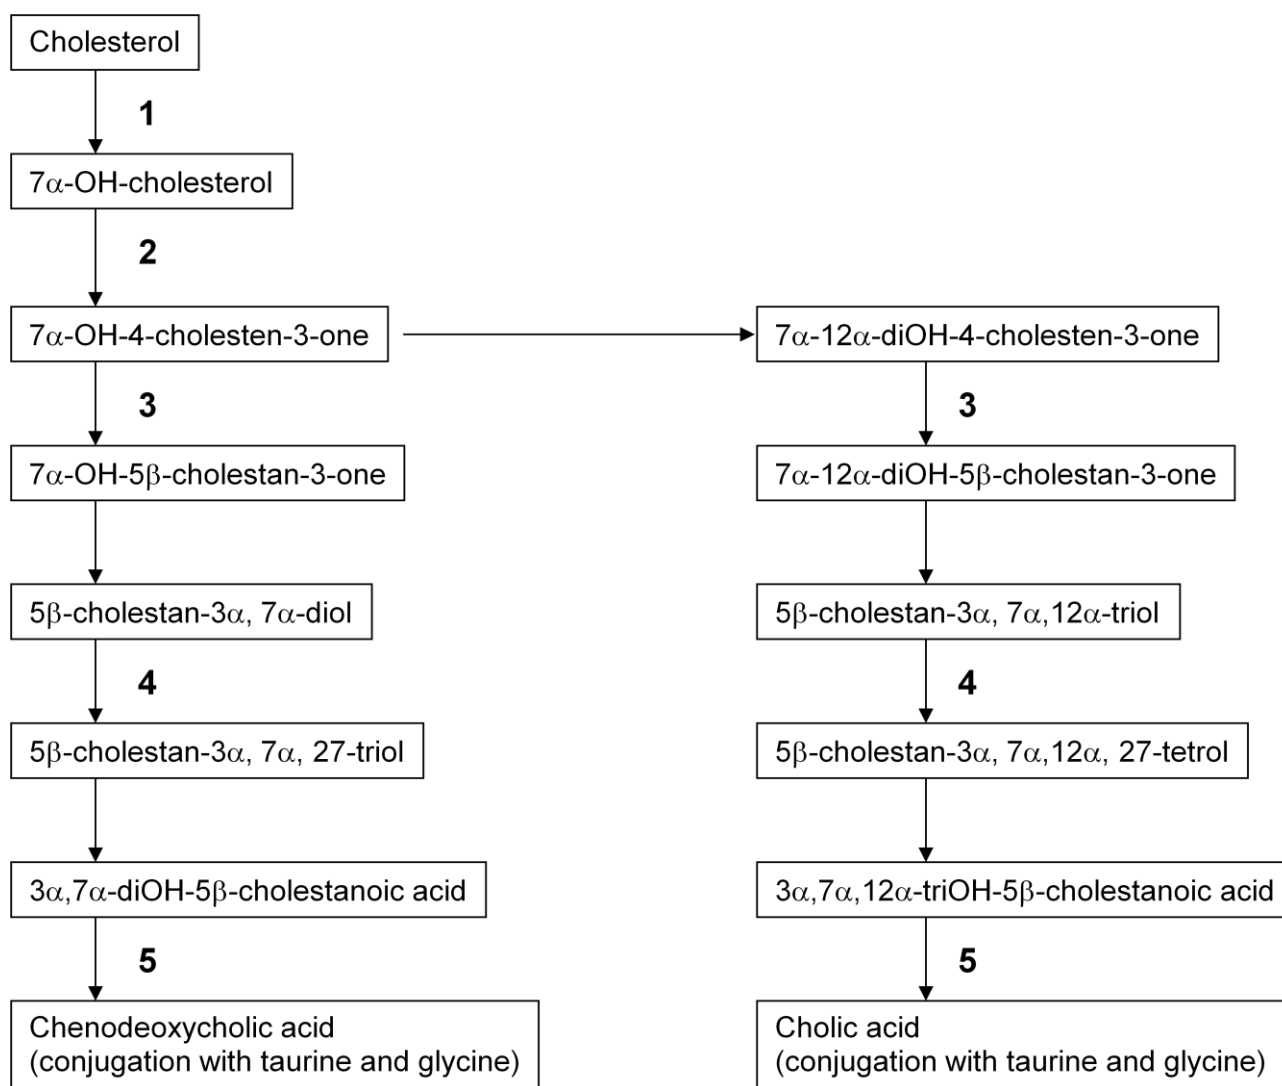 Cholesterol
1
7α-OH-cholesterol
2
7α-OH-4-cholesten-3-one
7α-12α-diOH-4-cholesten-3-one
3
3
7α-OH-5β-cholestan-3-one
7α-12α-diOH-5β-cholestan-3-one
5β-cholestan-3α, 7α-diol
5β-cholestan-3α, 7α,12α-triol
4
4
5β-cholestan-3α, 7α, 27-triol
5β-cholestan-3α, 7α,12α, 27-tetrol
3α,7α-diOH-5β-cholestanoic acid
3α,7α,12α-triOH-5β-cholestanoic acid
5
5
Chenodeoxycholic acid
(conjugation with taurine and glycine)
Cholic acid
(conjugation with taurine and glycine)